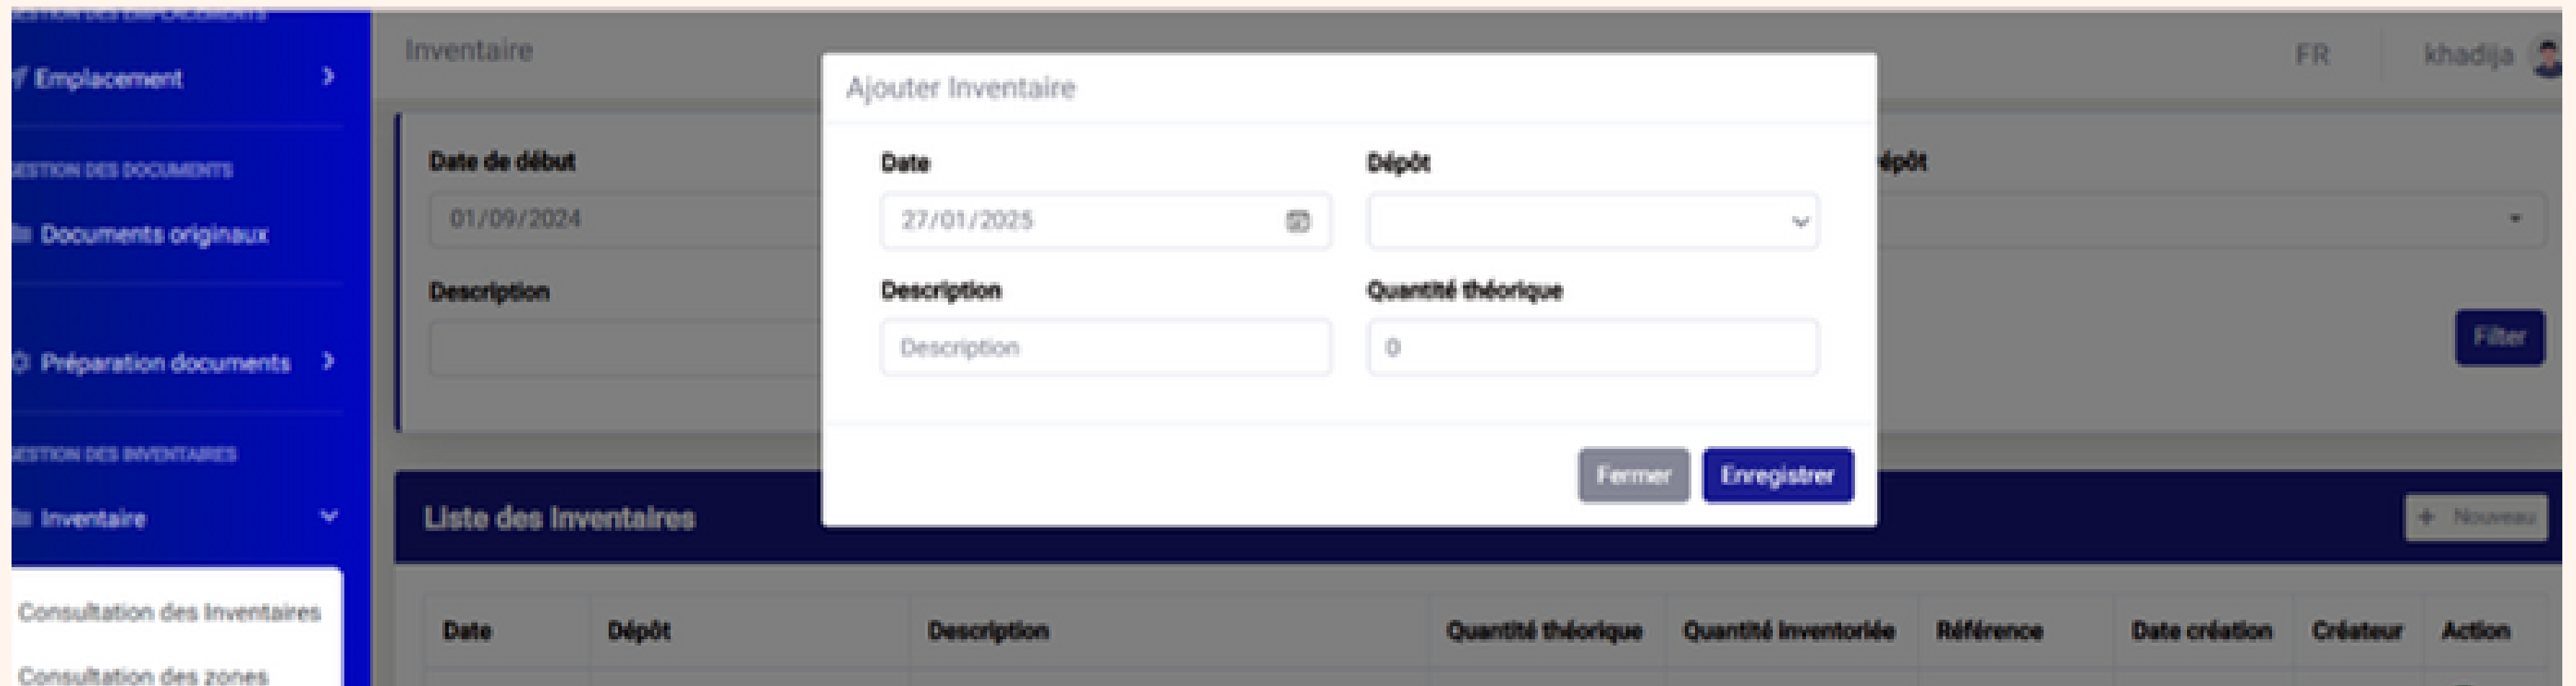 Emplacement
GESTION DES DOCUMENTS
Documents originaux
Préparation documents
GESTION DES INVENTAIRES
Inventaire
Consultation des Inventaires
Consultation des zones
Inventaire
FR khadija
Date de début
01/09/2024
Description
épôt
Filter
Ajouter Inventaire
Date Dépôt
27/01/2025
Description Quantité théorique
Description 0
Fermer Enregistrer
Liste des Inventaires
+ Nouveau
Date Dépôt Description Quantité théorique Quantité inventoriée Référence Date création Créateur Action